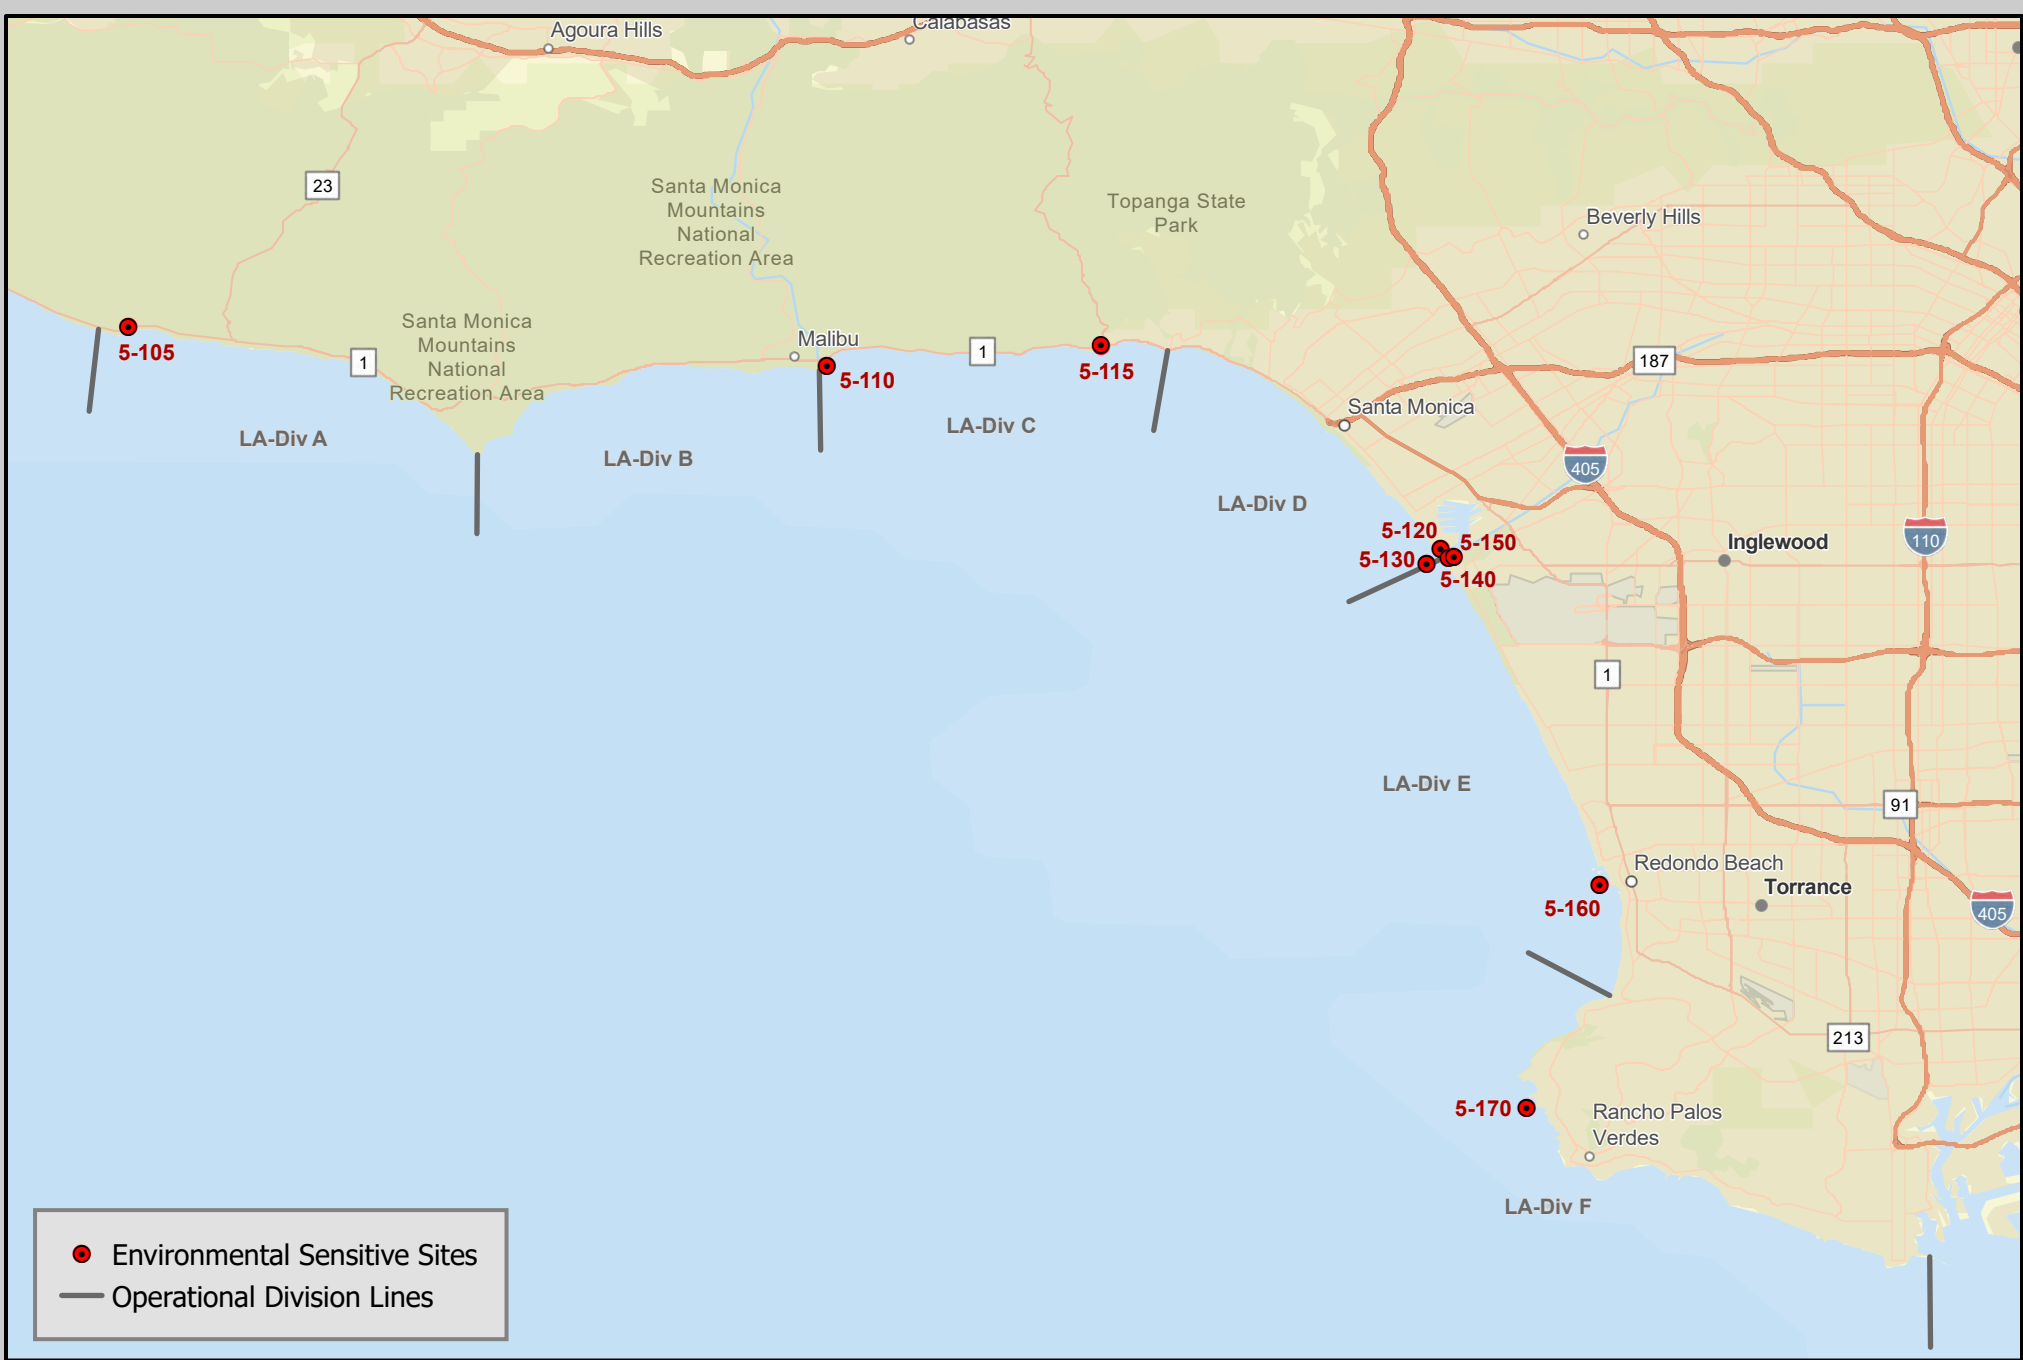 Agoura Hills
Calabasas
23
Santa Monica
Mountains
National
Recreation Area
Topanga State
Park
Beverly Hills
5-105
Santa Monica
Mountains
National
Recreation Area
1
Malibu
5-110
1
5-115
187
Santa Monica
LA-Div A
LA-Div B
LA-Div C
405
LA-Div D
5-120
5-150
5-130
5-140
Inglewood
110
1
LA-Div E
91
Redondo Beach
Torrance
5-160
405
213
5-170
Rancho Palos
Verdes
LA-Div F
Environmental Sensitive Sites
Operational Division Lines